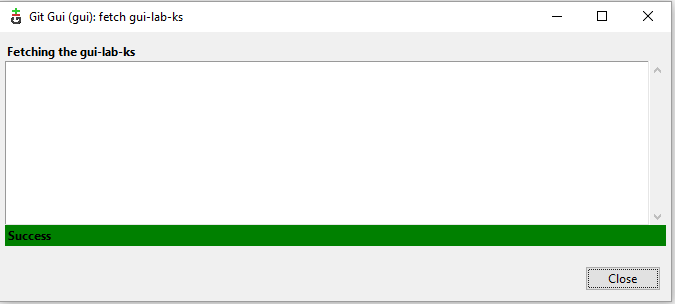 Git Gui (gui): fetch gui-lab-ks
Fetching the gui-lab-ks
Success
Close